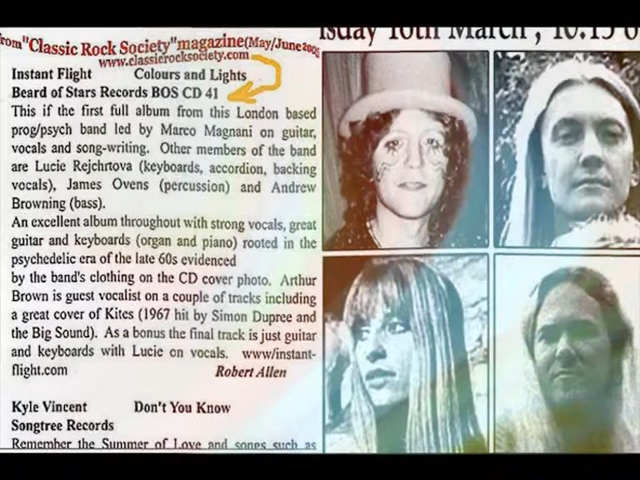 from "Classic Rock Society" magazine (May/June 2005
www.classicrocksociety.com
Instant Flight Colours and Lights
Beard of Stars Records BOS CD 41
This if the first full album from this London based
prog/psych band led by Marco Magnani on guitar,
vocals and song-writing. Other members of the band
are Lucie Rejchrtova (keyboards, accordion, backing
vocals), James Ovens (percussion) and Andrew
Browning (bass).
An excellent album throughout with strong vocals, great
guitar and keyboards (organ and piano) rooted in the
psychedelic era of the late 60s evidenced
by the band's clothing on the CD cover photo. Arthur
Brown is guest vocalist on a couple of tracks including
a great cover of Kites (1967 hit by Simon Dupree and
the Big Sound). As a bonus the final track is just guitar
and keyboards with Lucie on vocals. www/instant-
flight.com Robert Allen
Kyle Vincent Don't You Know
Songtree Records
Remember the Summer of Love and songs such as
sday 10th March, 10.15